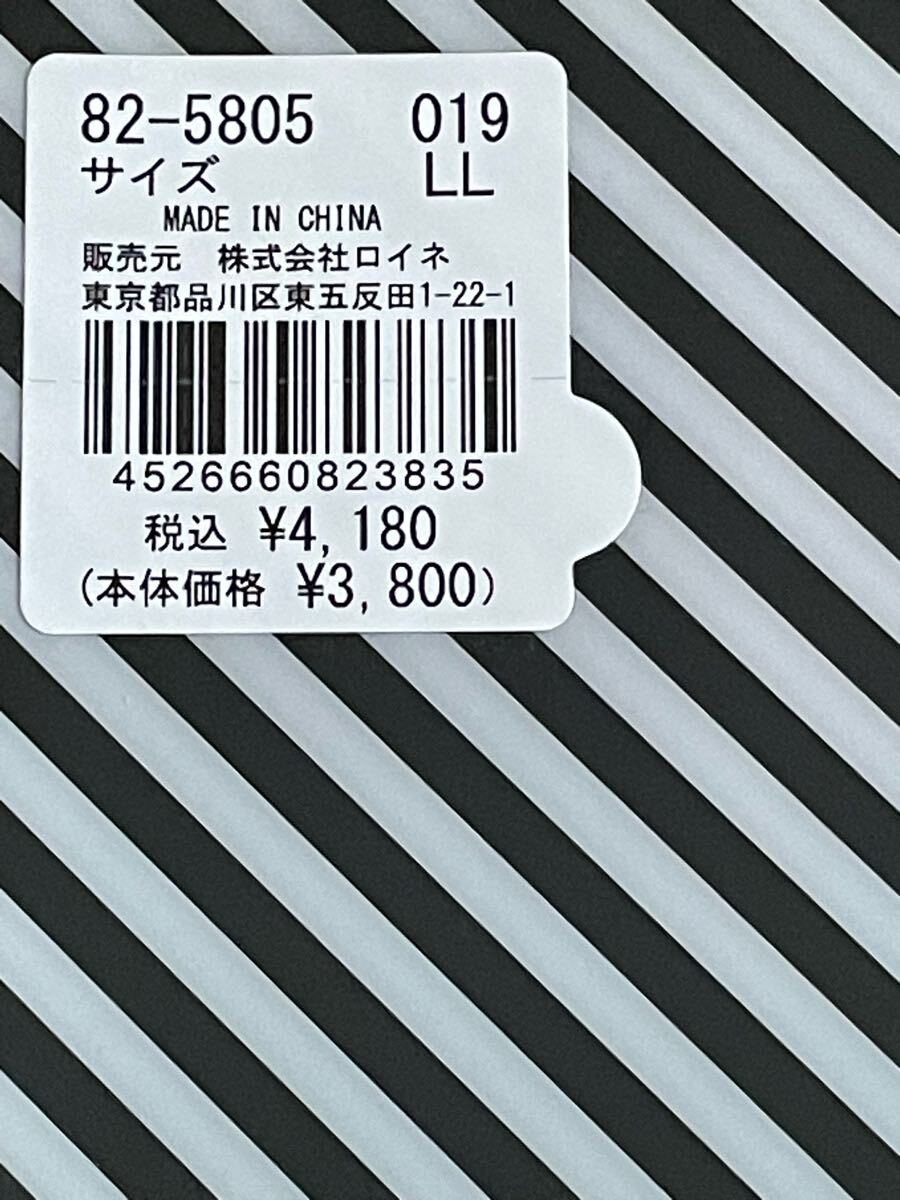 82-5805 019
サイズ LL
MADE IN CHINA
販売元 株式会社ロイネ
東京都品川区東五反田1-22-1
4526660823835
税込 ¥4,180
(本体価格 ¥3,800)